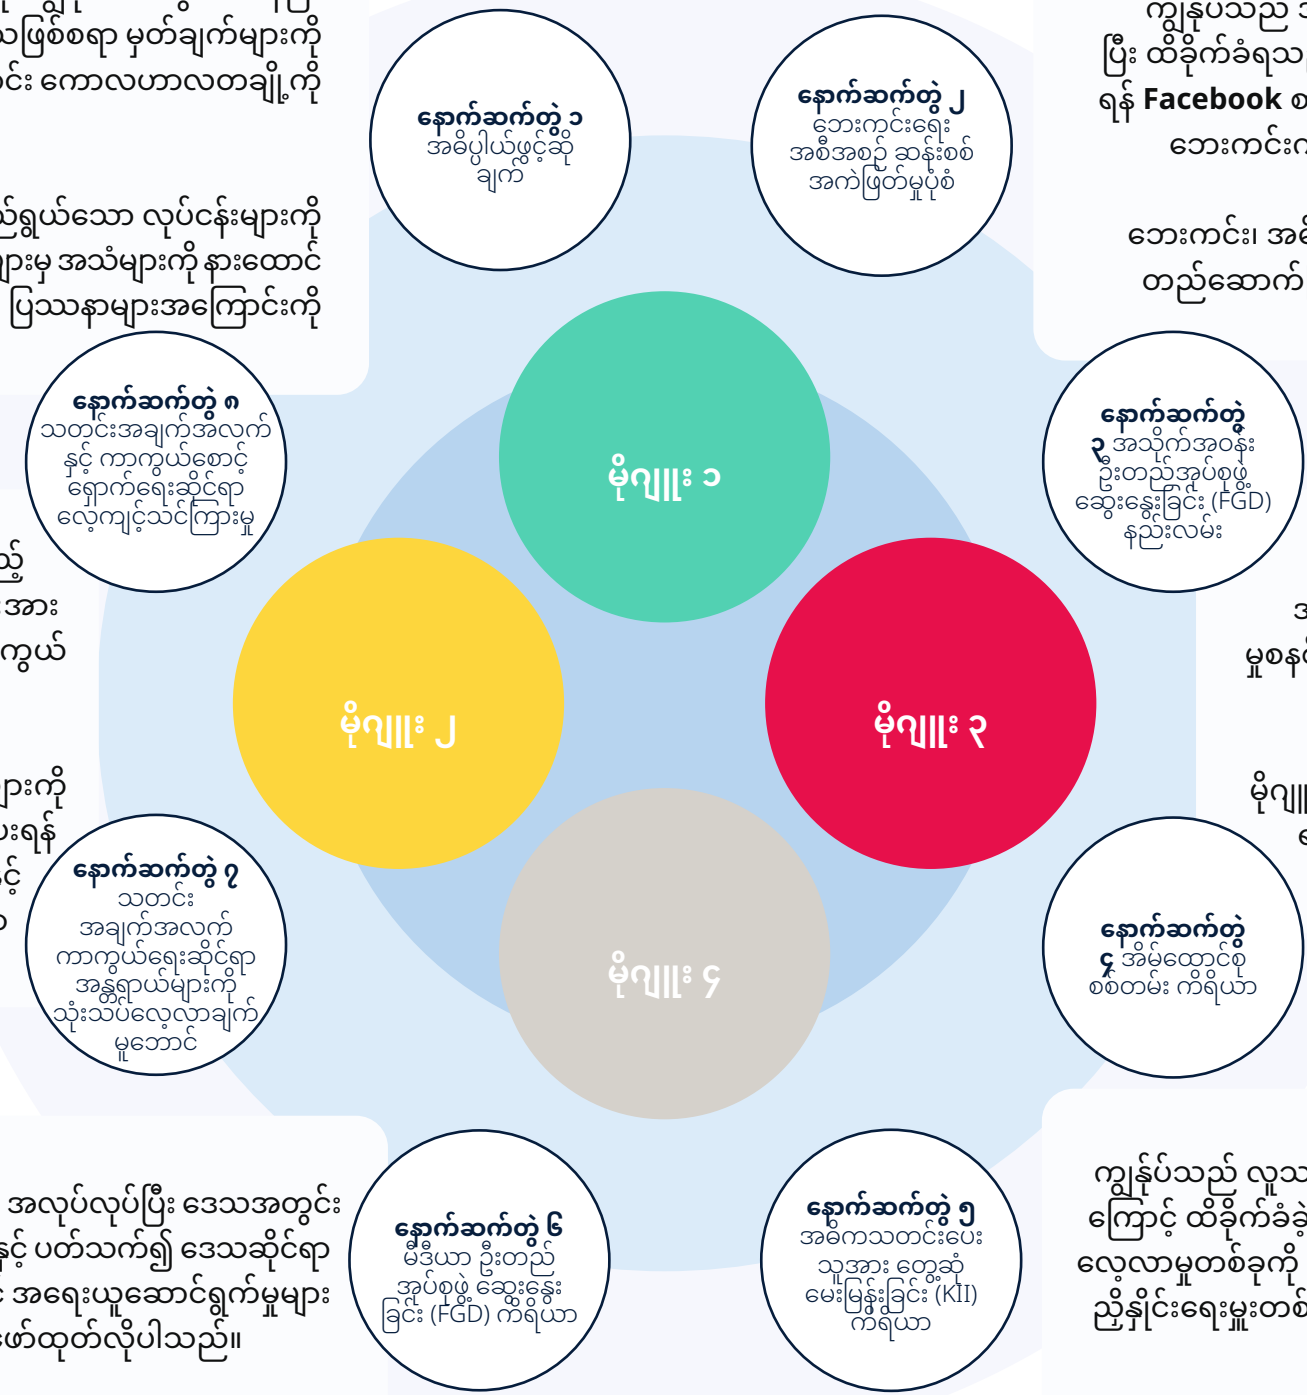 သဖြစ်စရာ မှတ်ချက်များကို
င်း ကောလဟာလတချို့ကို
ည်ရွယ်သော လုပ်ငန်းများကို
များမှ အသံများကို နားထောင်
ပြဿနာများအကြောင်းကို
ကျွန်ုပ်သည်
ပြီး ထိခိုက်ခံရသ
ရန် Facebook စ
ဘေးကင်းက
ဘေးကင်း၊ အ
တည်ဆောက်
နောက်ဆက်တွဲ ၁
အဓိပ္ပါယ်ဖွင့်ဆို
ချက်
နောက်ဆက်တွဲ ၂
ဘေးကင်းရေး
အစီအစဉ် ဆန်းစစ်
အကဲဖြတ်မှုပုံစံ
နောက်ဆက်တွဲ ၈
သတင်းအချက်အလက်
နှင့် ကာကွယ်စောင့်
ရှောက်ရေးဆိုင်ရာ
လေ့ကျင့်သင်ကြားမှု
နောက်ဆက်တွဲ
၃ အသိုက်အဝန်း
ဦးတည်အုပ်စုဖွဲ့
ဆွေးနွေးခြင်း (FGD)
နည်းလမ်း
မိုဂျူး ၁
မိုဂျူး ၂
မိုဂျူး ၃
မိုဂျူး ၄
ည့်
းအား
ကွယ်
မှုစန
များကို
ပေးရန်
နှင့်
မိုဂျူ
နောက်ဆက်တွဲ ၇
သတင်း
အချက်အလက်
ကာကွယ်ရေးဆိုင်ရာ
အန္တရာယ်များကို
သုံးသပ်လေ့လာချက်
မူဘောင်
နောက်ဆက်တွဲ
၄ အိမ်ထောင်စု
စစ်တမ်း ကိရိယာ
နောက်ဆက်တွဲ ၆
မီဒီယာ ဦးတည်
အုပ်စုဖွဲ့ ဆွေးနွေး
ခြင်း (FGD) ကိရိယာ
နောက်ဆက်တွဲ ၅
အဓိကသတင်းပေး
သူအား တွေ့ဆုံ
မေးမြန်းခြင်း (KII)
ကိရိယာ
အလုပ်လုပ်ပြီး ဒေသအတွင်း
နှင့် ပတ်သက်၍ ဒေသဆိုင်ရာ
အရေးယူဆောင်ရွက်မှုများ
ဖော်ထုတ်လိုပါသည်။
ကျွန်ုပ်သည် လူသ
ကြောင့် ထိခိုက်ခံခဲ့
လေ့လာမှုတစ်ခုကို
ညှိနှိုင်းရေးမှူးတစ်